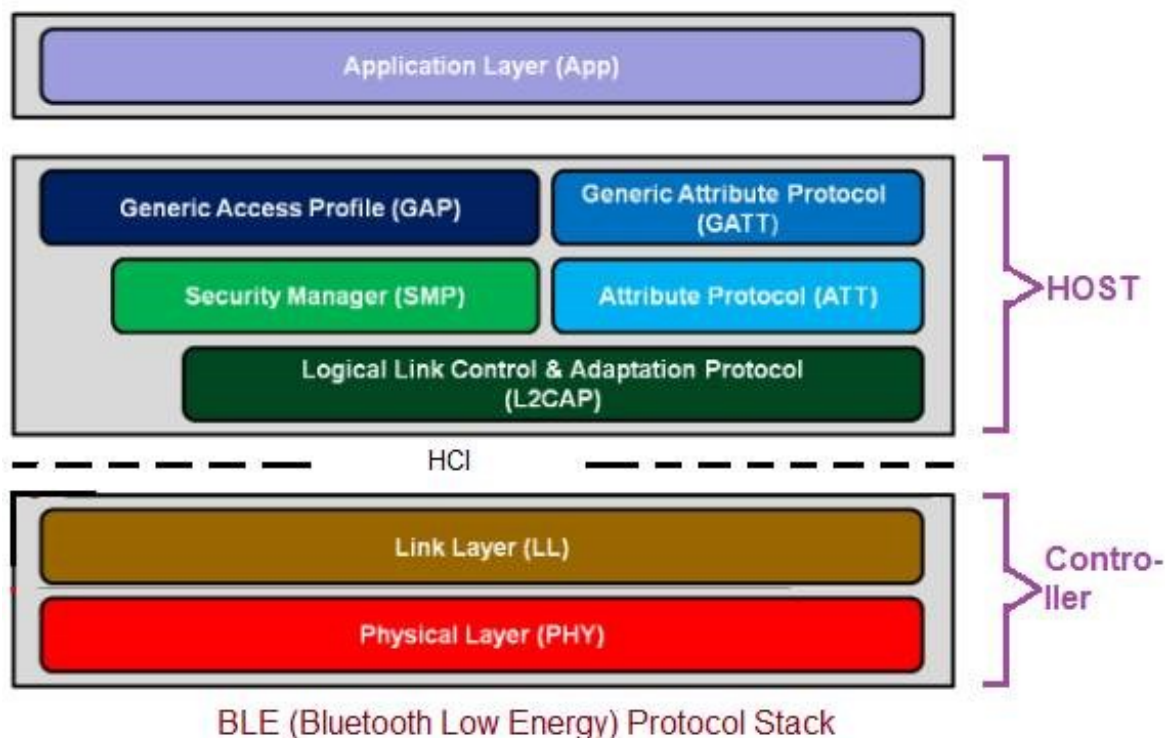 Application Layer (App)
Generic Access Profile (GAP)
Generic Attribute Protocol
(GATT)
Security Manager (SMP)
Attribute Protocol (ATT)
HOST
Logical Link Control & Adaptation Protocol
(L2CAP)
HCI
Link Layer (LL)
Contro-
ller
Physical Layer (PHY)
BLE (Bluetooth Low Energy) Protocol Stack